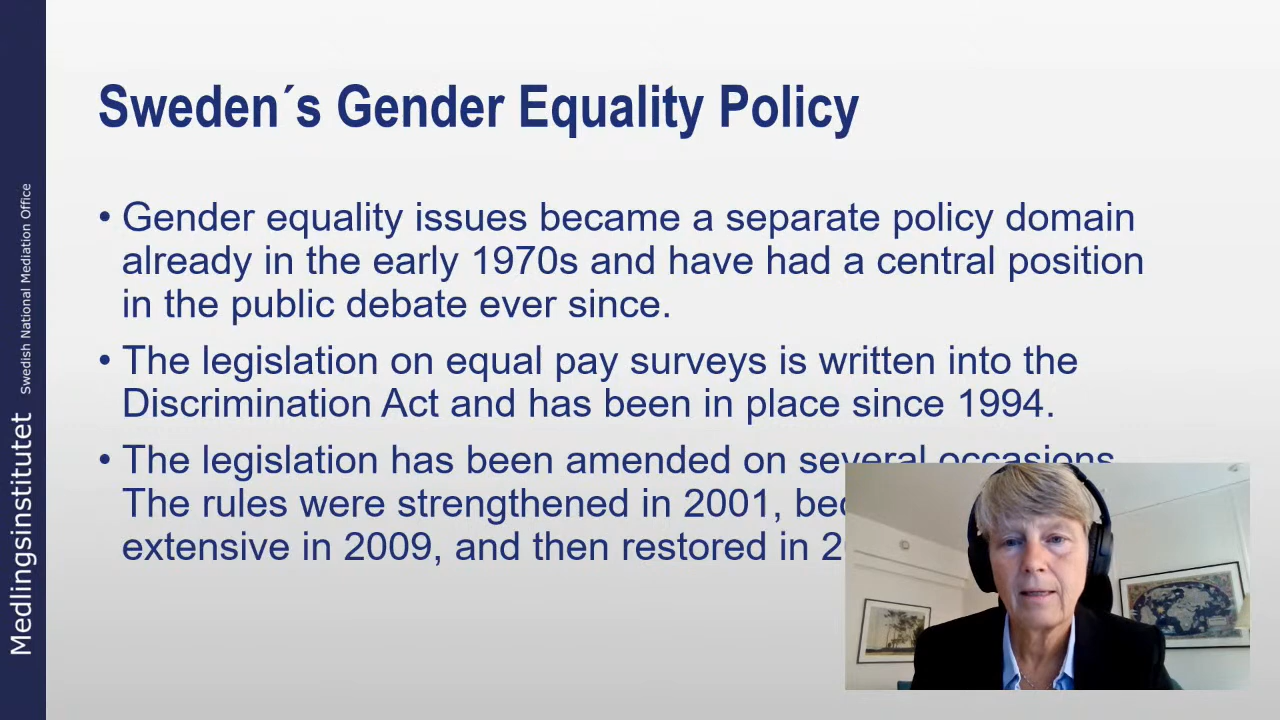 Sweden´s Gender Equality Policy
• Gender equality issues became a separate policy domain
already in the early 1970s and have had a central position
in the public debate ever since.
• The legislation on equal pay surveys is written into the
Discrimination Act and has been in place since 1994.
• The legislation has been amended on several occasions.
The rules were strengthened in 2001,
extensive in 2009, and then restored in
Medlingsinstitutet Swedish National Mediation Office